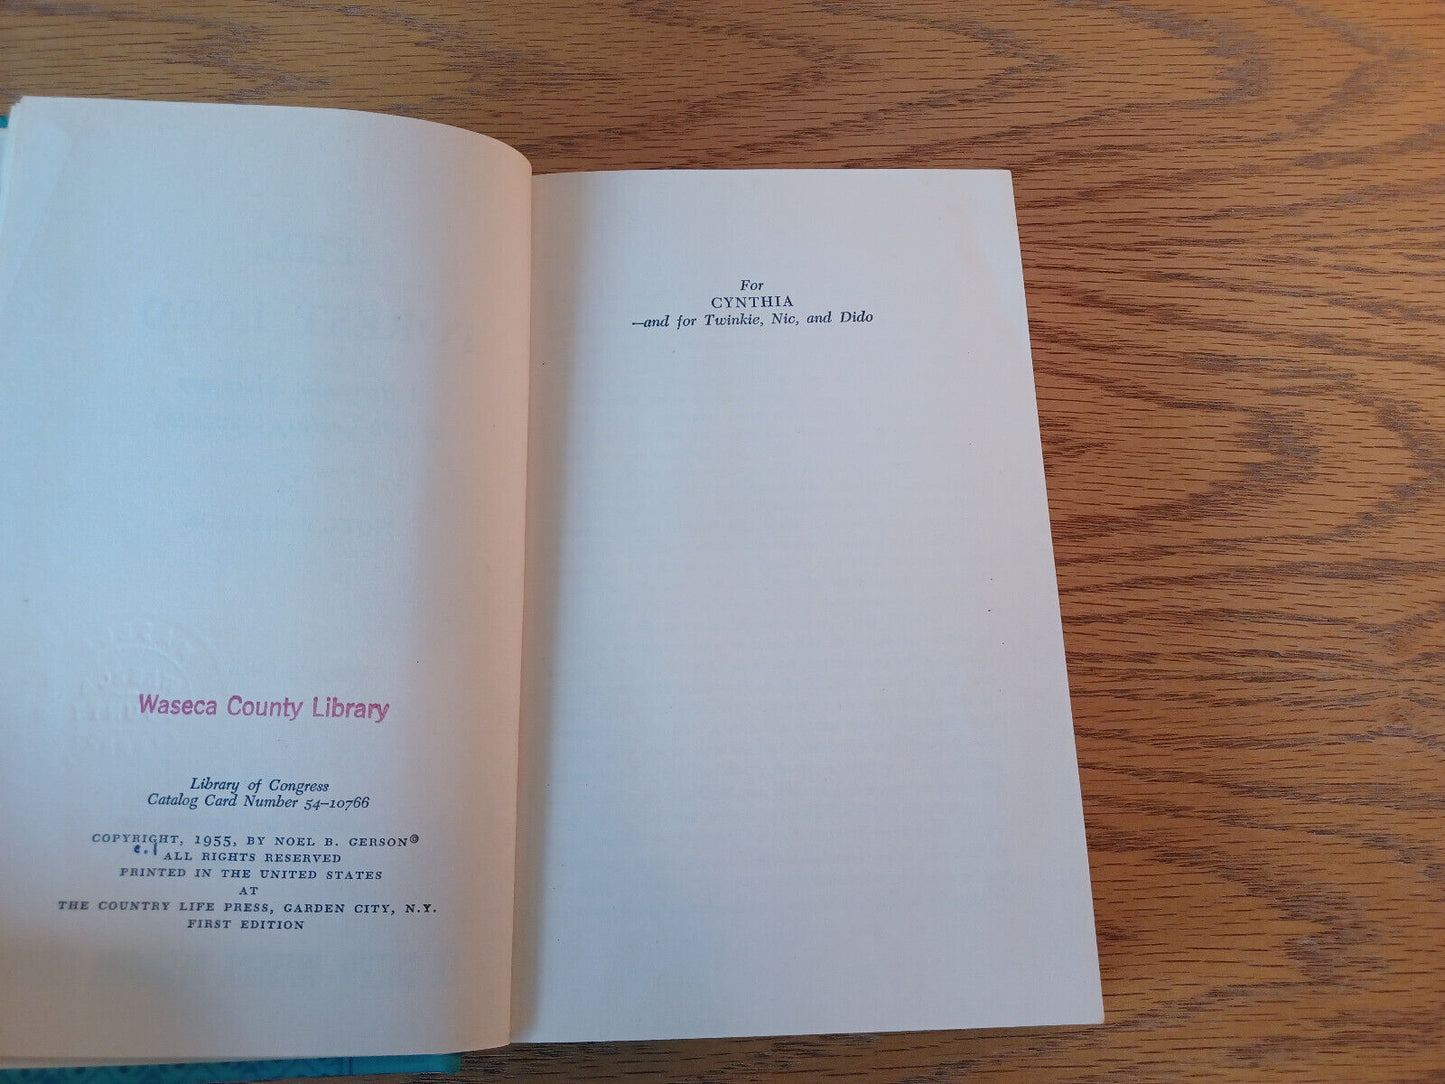 Waseca County Library
Library of Congress
Catalog Card Number 54–10766
COPYRIGHT, 1955, BY NOEL B. GERSON©
c.1
ALL RIGHTS RESERVED
PRINTED IN THE UNITED STATES
AT
THE COUNTRY LIFE PRESS, GARDEN CITY, N.Y.
FIRST EDITION
For
CYNTHIA
—and for Twinkie, Nic, and Dido